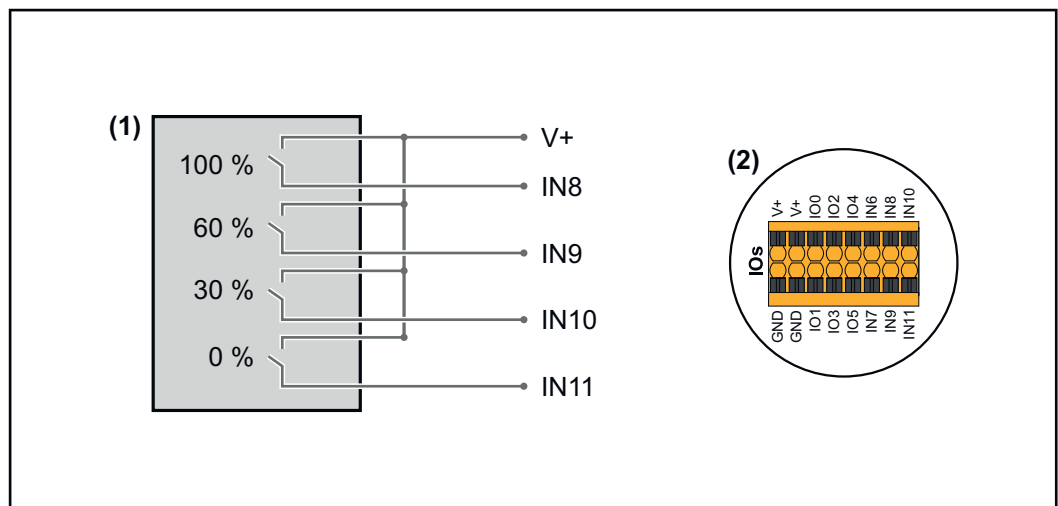 (1)
100 %
60 %
30 %
0 %
V+
IN8
IN9
IN10
IN11
(2)
IOs
V+ V+ IO0 IO2 IO4 IN6 IN8 IN10
GND GND IO1 IO3 IO5 IN7 IN9 IN11